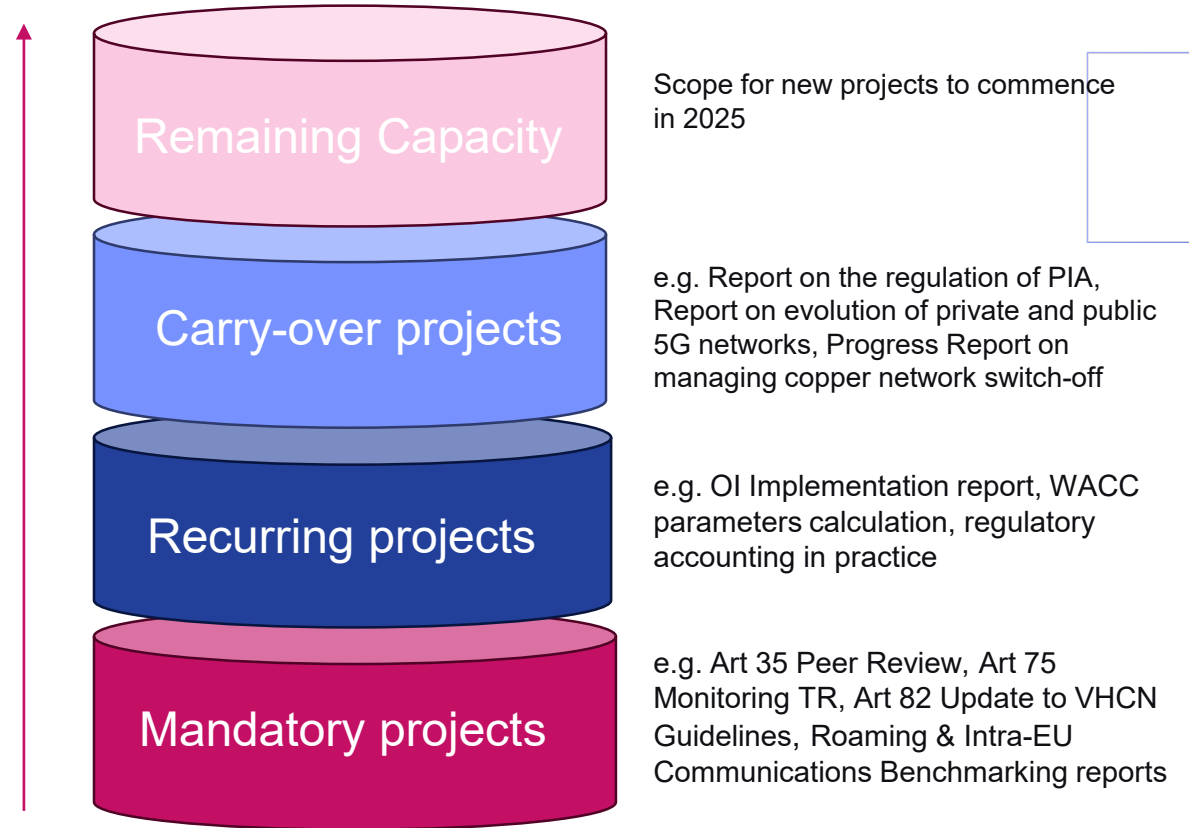 Remaining Capacity
Scope for new projects to commence
in 2025
Carry-over projects
e.g. Report on the regulation of PIA,
Report on evolution of private and public
5G networks, Progress Report on
managing copper network switch-off
Recurring projects
e.g. OI Implementation report, WACC
parameters calculation, regulatory
accounting in practice
Mandatory projects
e.g. Art 35 Peer Review, Art 75
Monitoring TR, Art 82 Update to VHCN
Guidelines, Roaming & Intra-EU
Communications Benchmarking reports